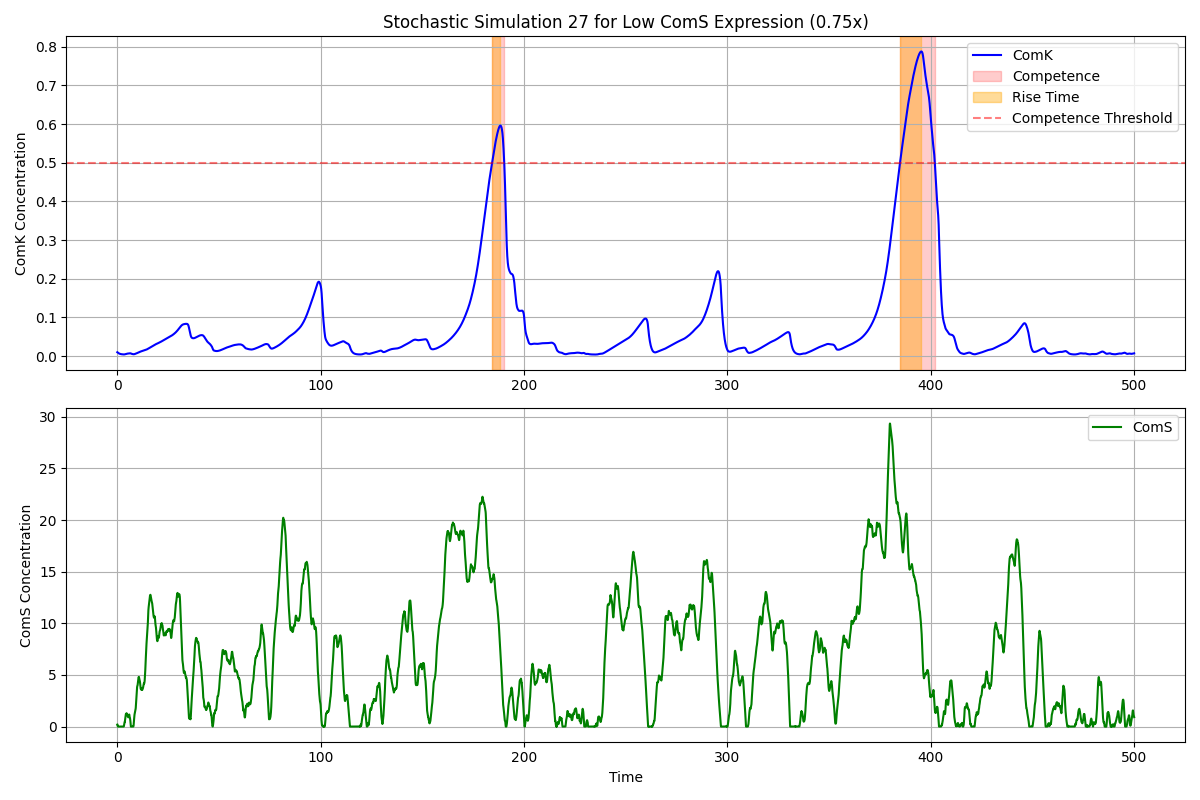 Stochastic Simulation 27 for Low ComS Expression (0.75x)
ComK Concentration
0.8
0.7
0.6
0.5
0.4
0.3
0.2
0.1
0.0
ComK
Competence
Rise Time
Competence Threshold
0 100 200 300 400 500
ComS Concentration
30
25
20
15
10
5
0
ComS
0 100 200 300 400 500
Time